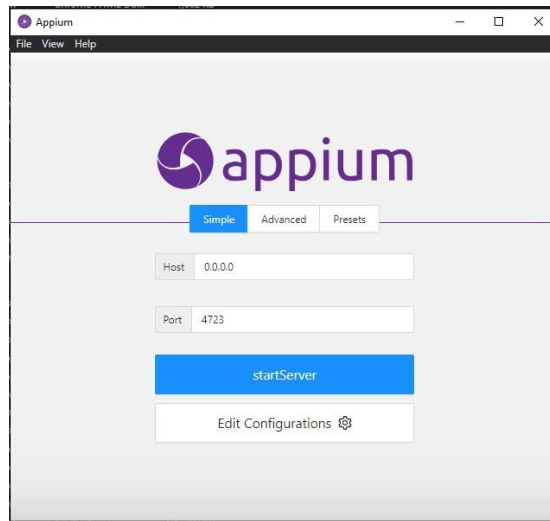 Appium
File View Help
appium
Simple Advanced Presets
Host 0.0.0.0
Port 4723
startServer
Edit Configurations